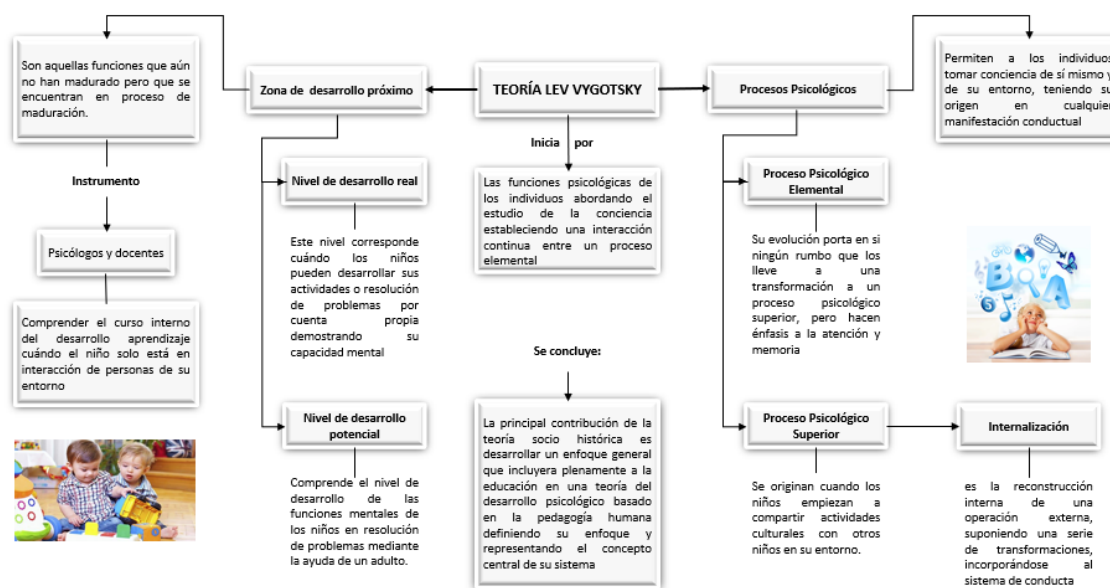 Son aquellas funciones que aún
no han madurado pero que se
encuentran en proceso de
maduración.
Instrumento
Psicólogos y docentes
Comprender el curso interno
del desarrollo aprendizaje
cuándo el niño solo está en
interacción de personas de su
entorno
Zona de desarrollo próximo
Nivel de desarrollo real
Este nivel corresponde
cuándo los niños
pueden desarrollar sus
actividades o resolución
de problemas por
cuenta propia
demostrando su
capacidad mental
Nivel de desarrollo
potencial
Comprende el nivel de
desarrollo de las
funciones mentales de
los niños en resolución
de problemas mediante
la ayuda de un adulto.
TEORÍA LEV VYGOTSKY
Inicia por
Las funciones psicológicas de
los individuos abordando el
estudio de la conciencia
estableciendo una interacción
continua entre un proceso
elemental
Se concluye:
La principal contribución de la
teoría socio histórica es
desarrollar un enfoque general
que incluyera plenamente a la
educación en una teoría del
desarrollo psicológico basado
en la pedagogía humana
definiendo su enfoque y
representando el concepto
central de su sistema
Procesos Psicológicos
Proceso Psicológico
Elemental
Su evolución porta en si
ningún rumbo que los
lleve a una
transformación a un
proceso psicológico
superior, pero hacen
énfasis a la atención y
memoria
Proceso Psicológico
Superior
Se originan cuando los
niños empiezan a
compartir actividades
culturales con otros
niños en su entorno.
Permiten a los individuos
tomar conciencia de sí mismo y
de su entorno, teniendo su
origen en cualquier
manifestación conductual
B A
5
Internalización
es la reconstrucción
interna de una
operación externa,
suponiendo una serie
de transformaciones,
incorporándose al
sistema de conducta